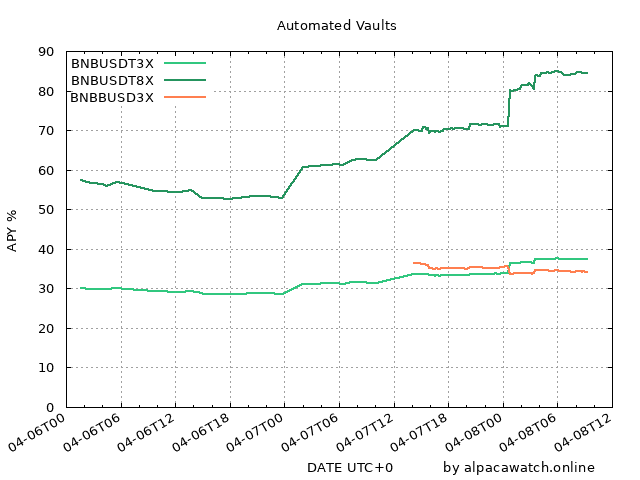 Automated Vaults
BNBUSDT3X
BNBUSDT8X
BNBBUSD3X
APY %
90
80
70
60
50
40
30
20
10
0
04-06T00
04-06T06
04-06T12
04-06T18
04-07T00
04-07T06
04-07T12
04-07T18
04-08T00
04-08T06
04-08T12
DATE UTC+0
by alpacawatch.online